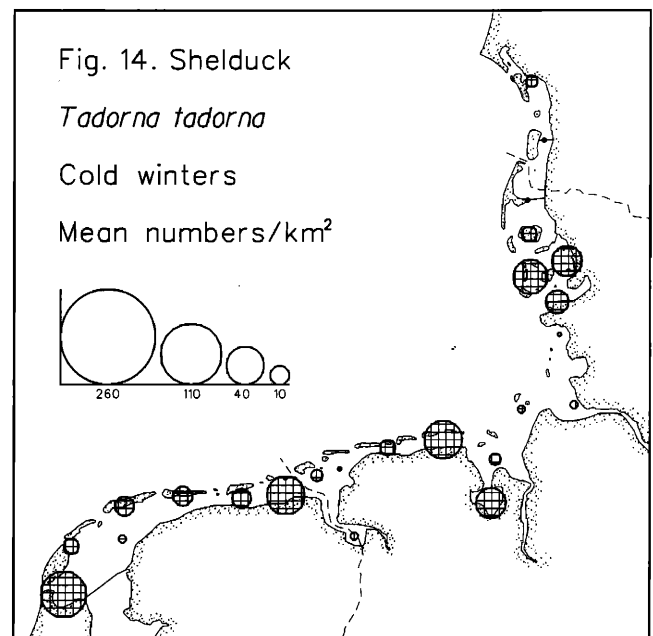 Fig. 14. Shelduck
Tadorna tadorna
Cold winters
Mean numbers/km²
260 110 40 10